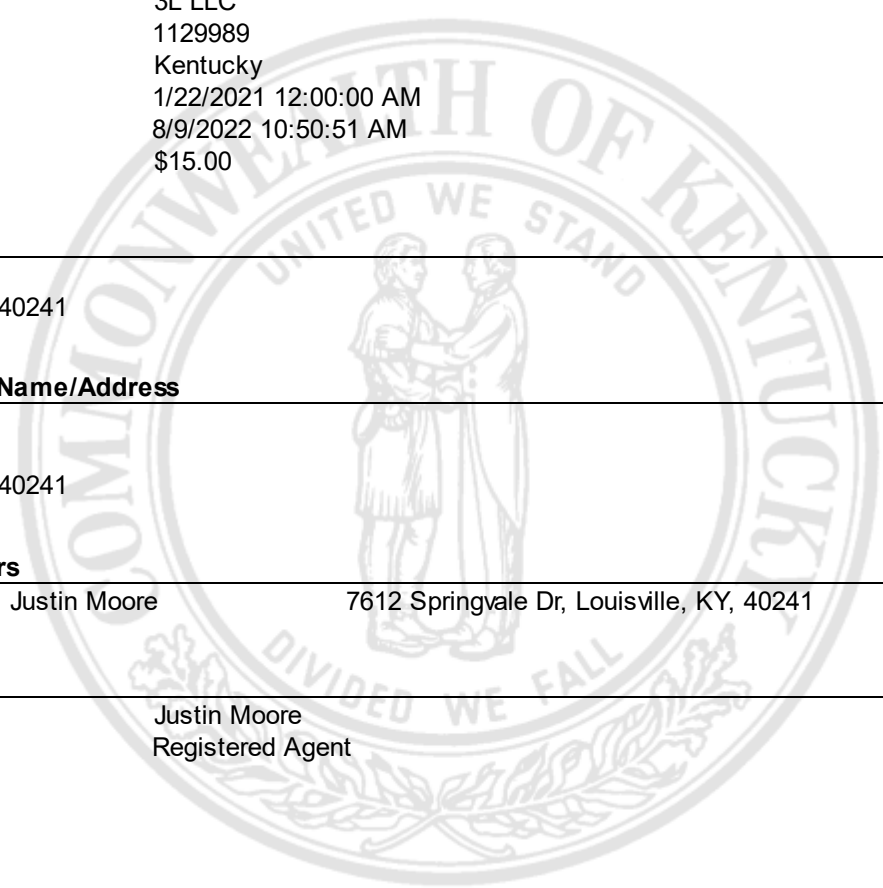 3L LLC
1129989
Kentucky
1/22/2021 12:00:00 AM
8/9/2022 10:50:51 AM
$15.00
40241
Name/Address
40241
rs
Justin Moore 7612 Springvale Dr, Louisville, KY, 40241
Justin Moore
Registered Agent
COMMONWEALTH OF KENTUCKY
UNITED WE STAND
DIVIDED WE FALL